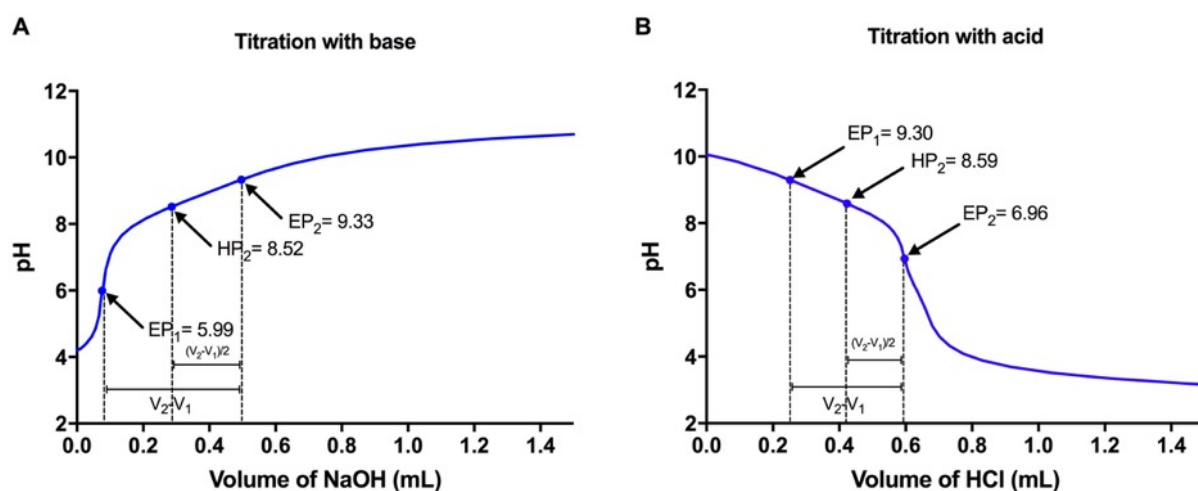 A
Titration with base
12
10
8
6
4
2
pH
EP₂= 9.33
HP₂= 8.52
EP₁= 5.99
(V₂-V₁)/2
V₂-V₁
0.0 0.2 0.4 0.6 0.8 1.0 1.2 1.4
Volume of NaOH (mL)
B
Titration with acid
12
10
8
6
4
2
pH
EP₁= 9.30
HP₂= 8.59
EP₂= 6.96
(V₂-V₁)/2
V₂-V₁
0.0 0.2 0.4 0.6 0.8 1.0 1.2 1.4
Volume of HCl (mL)